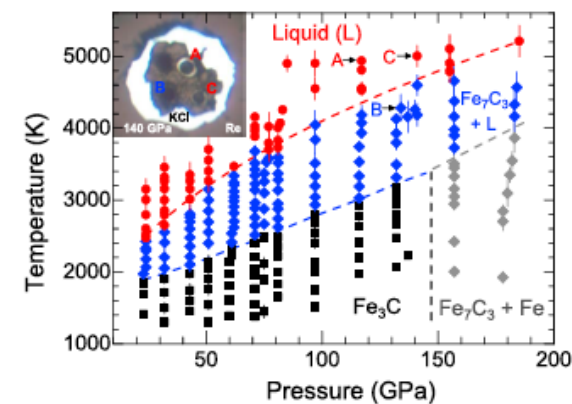 Liquid (L)
A
B
C
KCl
140 GPa
Re
A
C
B
Fe₇C₃
+ L
Fe₃C
Fe₇C₃ + Fe
5000
4000
3000
2000
1000
Temperature (K)
50
100
150
200
Pressure (GPa)